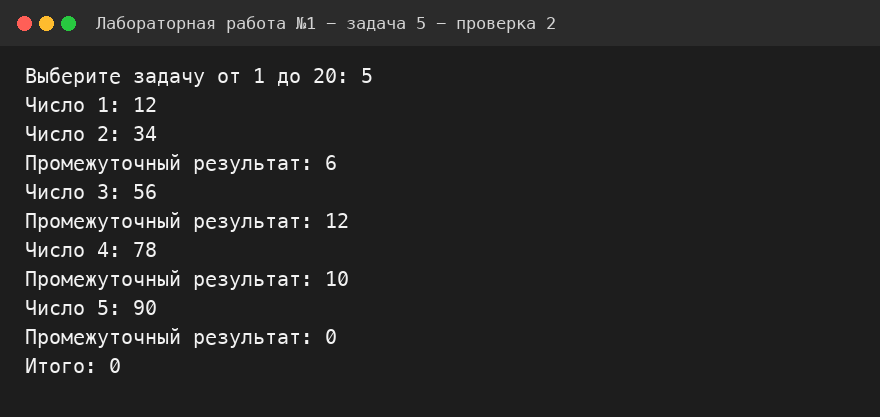 Лабораторная работа №1 — задача 5 — проверка 2
Выберите задачу от 1 до 20: 5
Число 1: 12
Число 2: 34
Промежуточный результат: 6
Число 3: 56
Промежуточный результат: 12
Число 4: 78
Промежуточный результат: 10
Число 5: 90
Промежуточный результат: 0
Итого: 0